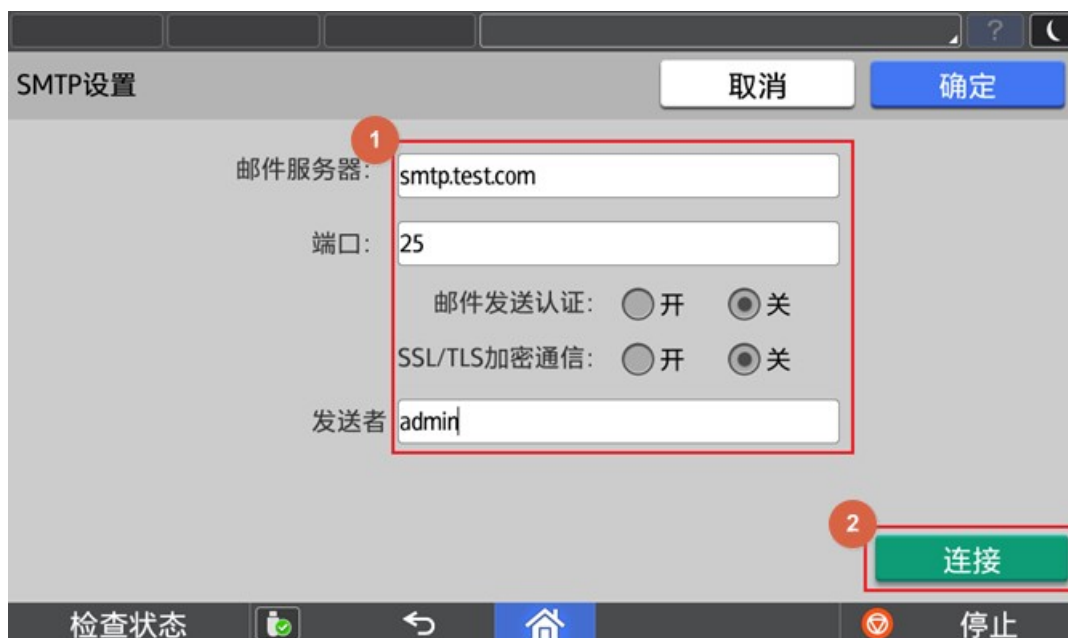 ?
SMTP设置
取消
确定
1
邮件服务器:
smtp.test.com
端口:
25
邮件发送认证:
开
关
SSL/TLS加密通信:
开
关
发送者
admin
2
连接
检查状态
停止